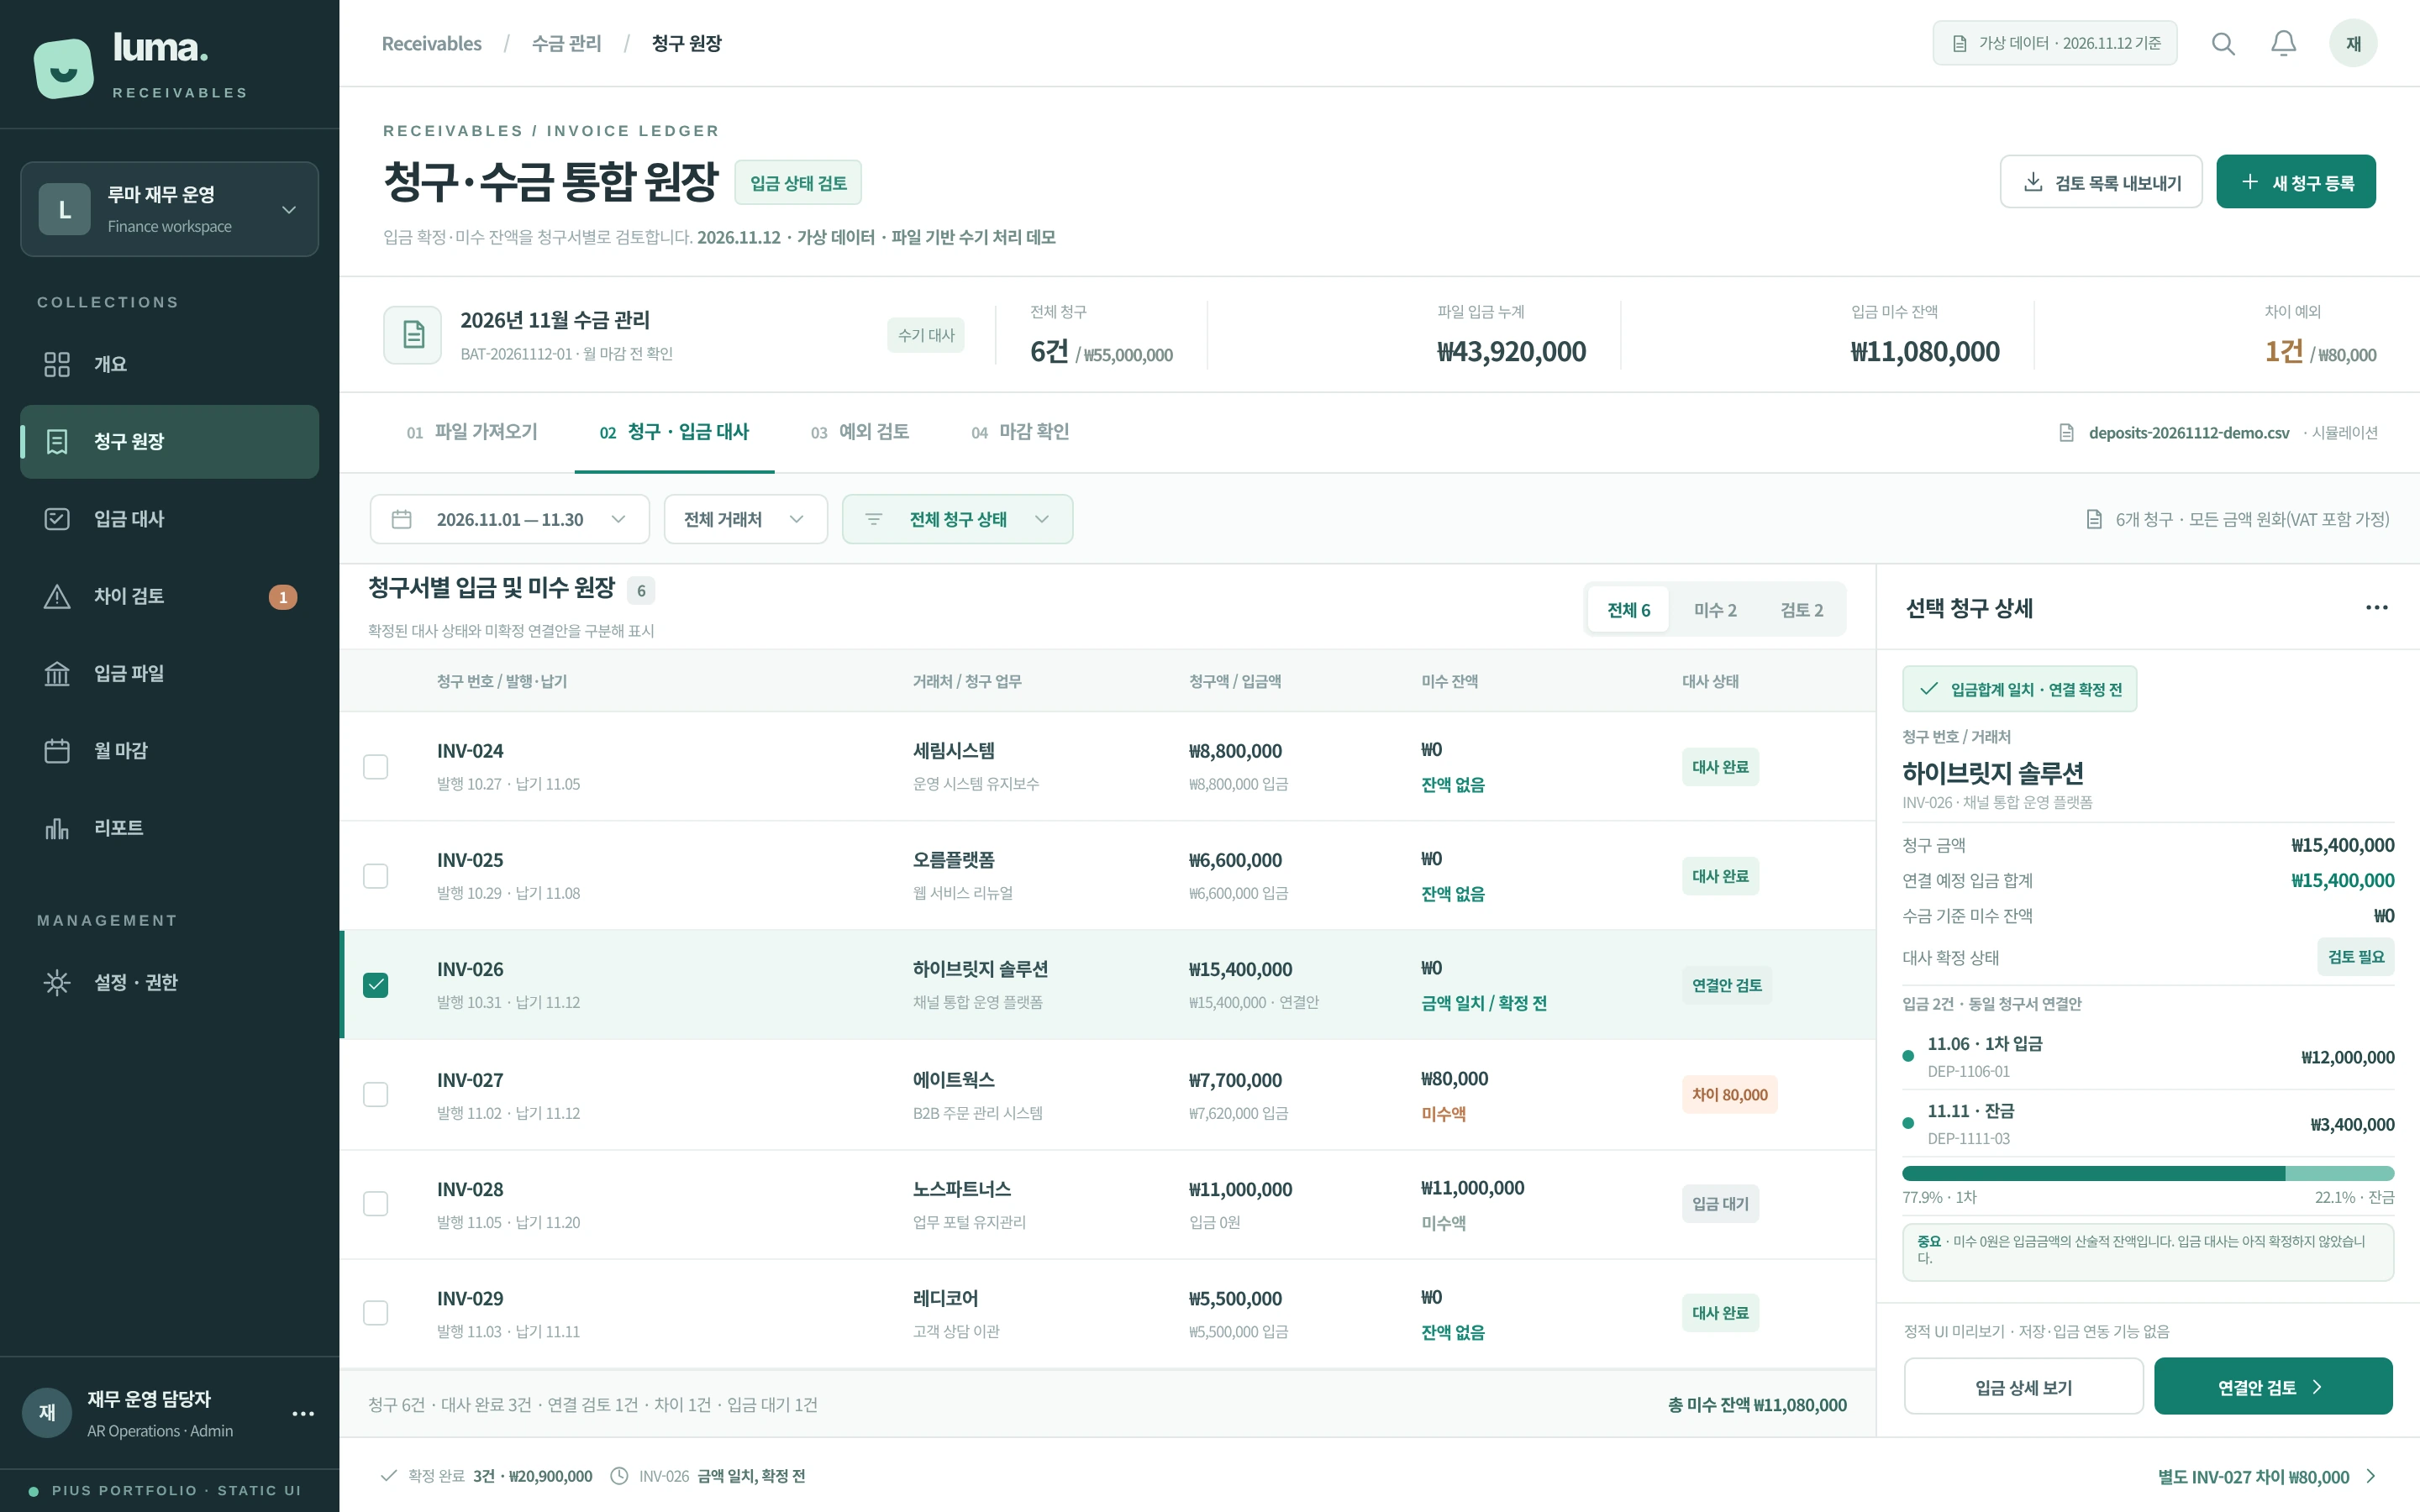 luma.
RECEIVABLES
L
루마 재무 운영
Finance workspace
COLLECTIONS
개요
청구 원장
입금 대사
차이 검토
1
입금 파일
월 마감
리포트
MANAGEMENT
설정 · 권한
재
재무 운영 담당자
AR Operations · Admin
PIUS PORTFOLIO · STATIC UI
Receivables / 수금 관리 / 청구 원장
가상 데이터 · 2026.11.12 기준
재
RECEIVABLES / INVOICE LEDGER
청구·수금 통합 원장
입금 상태 검토
입금 확정·미수 잔액을 청구서별로 검토합니다. 2026.11.12 · 가상 데이터 · 파일 기반 수기 처리 데모
검토 목록 내보내기
새 청구 등록
2026년 11월 수금 관리
BAT-20261112-01 · 월 마감 전 확인
수기 대사
전체 청구
6건 / ₩55,000,000
파일 입금 누계
₩43,920,000
입금 미수 잔액
₩11,080,000
차이 예외
1건 / ₩80,000
01 파일 가져오기
02 청구 · 입금 대사
03 예외 검토
04 마감 확인
deposits-20261112-demo.csv · 시뮬레이션
2026.11.01 — 11.30
전체 거래처
전체 청구 상태
6개 청구 · 모든 금액 원화(VAT 포함 가정)
청구서별 입금 및 미수 원장 6
확정된 대사 상태와 미확정 연결안을 구분해 표시
전체 6
미수 2
검토 2
청구 번호 / 발행·납기
거래처 / 청구 업무
청구액 / 입금액
미수 잔액
대사 상태
INV-024
발행 10.27 · 납기 11.05
세림시스템
운영 시스템 유지보수
₩8,800,000
₩8,800,000 입금
₩0
잔액 없음
대사 완료
INV-025
발행 10.29 · 납기 11.08
오름플랫폼
웹 서비스 리뉴얼
₩6,600,000
₩6,600,000 입금
₩0
잔액 없음
대사 완료
INV-026
발행 10.31 · 납기 11.12
하이브릿지 솔루션
채널 통합 운영 플랫폼
₩15,400,000
₩15,400,000 · 연결안
₩0
금액 일치 / 확정 전
연결안 검토
INV-027
발행 11.02 · 납기 11.12
에이트웍스
B2B 주문 관리 시스템
₩7,700,000
₩7,620,000 입금
₩80,000
미수액
차이 80,000
INV-028
발행 11.05 · 납기 11.20
노스파트너스
업무 포털 유지관리
₩11,000,000
입금 0원
₩11,000,000
미수액
입금 대기
INV-029
발행 11.03 · 납기 11.11
레디코어
고객 상담 이관
₩5,500,000
₩5,500,000 입금
₩0
잔액 없음
대사 완료
청구 6건 · 대사 완료 3건 · 연결 검토 1건 · 차이 1건 · 입금 대기 1건
총 미수 잔액 ₩11,080,000
선택 청구 상세
입금합계 일치 · 연결 확정 전
청구 번호 / 거래처
하이브릿지 솔루션
INV-026 · 채널 통합 운영 플랫폼
청구 금액 ₩15,400,000
연결 예정 입금 합계 ₩15,400,000
수금 기준 미수 잔액 ₩0
대사 확정 상태 검토 필요
입금 2건 · 동일 청구서 연결안
11.06 · 1차 입금
DEP-1106-01
₩12,000,000
11.11 · 잔금
DEP-1111-03
₩3,400,000
77.9% · 1차
22.1% · 잔금
중요 · 미수 0원은 입금금액의 산술적 잔액입니다. 입금 대사는 아직 확정하지 않았습니
다.
정적 UI 미리보기 · 저장·입금 연동 기능 없음
입금 상세 보기
연결안 검토
확정 완료 3건 · ₩20,900,000
INV-026 금액 일치, 확정 전
별도 INV-027 차이 ₩80,000